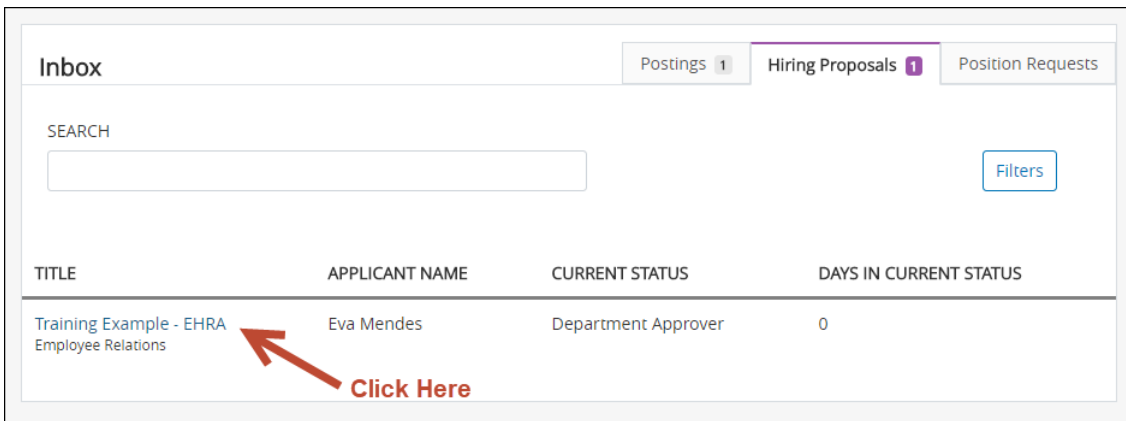 Inbox
Postings 1
Hiring Proposals 1
Position Requests
SEARCH
Filters
TITLE APPLICANT NAME CURRENT STATUS DAYS IN CURRENT STATUS
Training Example - EHRA Eva Mendes Department Approver 0
Employee Relations
Click Here